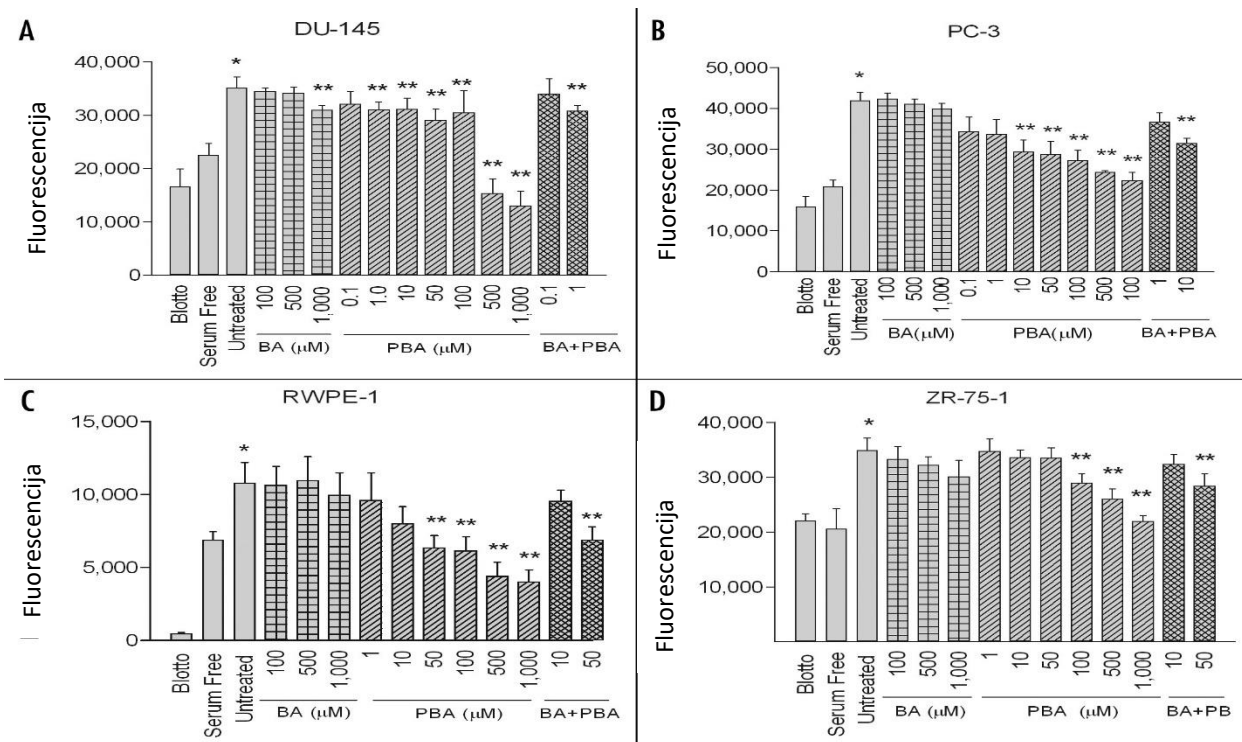 A
DU-145
Fluorescencija
40,000
30,000
20,000
10,000
0
*
**
**
**
**
**
**
**
**
Blotto
Serum Free
Untreated
100
500
1,000
0.1
1.0
10
50
100
500
1,000
0.1
1
BA (μM)
PBA (μM)
BA+PBA
B
PC-3
Fluorescencija
50,000
40,000
30,000
20,000
10,000
0
*
**
**
**
**
**
**
Blotto
Serum Free
Untreated
100
500
1,000
0.1
1
10
50
100
500
100
1
10
BA(μM)
PBA(μM)
BA+PBA
C
RWPE-1
Fluorescencija
15,000
10,000
5,000
0
*
**
**
**
**
**
Blotto
Serum Free
Untreated
100
500
1,000
1
10
50
100
500
1,000
10
50
BA (μM)
PBA (μM)
BA+PBA
D
ZR-75-1
Fluorescencija
40,000
30,000
20,000
10,000
*
**
**
**
**
Blotto
Serum Free
Untreated
100
500
1,000
1
10
50
100
500
1,000
10
50
BA (μM)
PBA (μM)
BA+PB